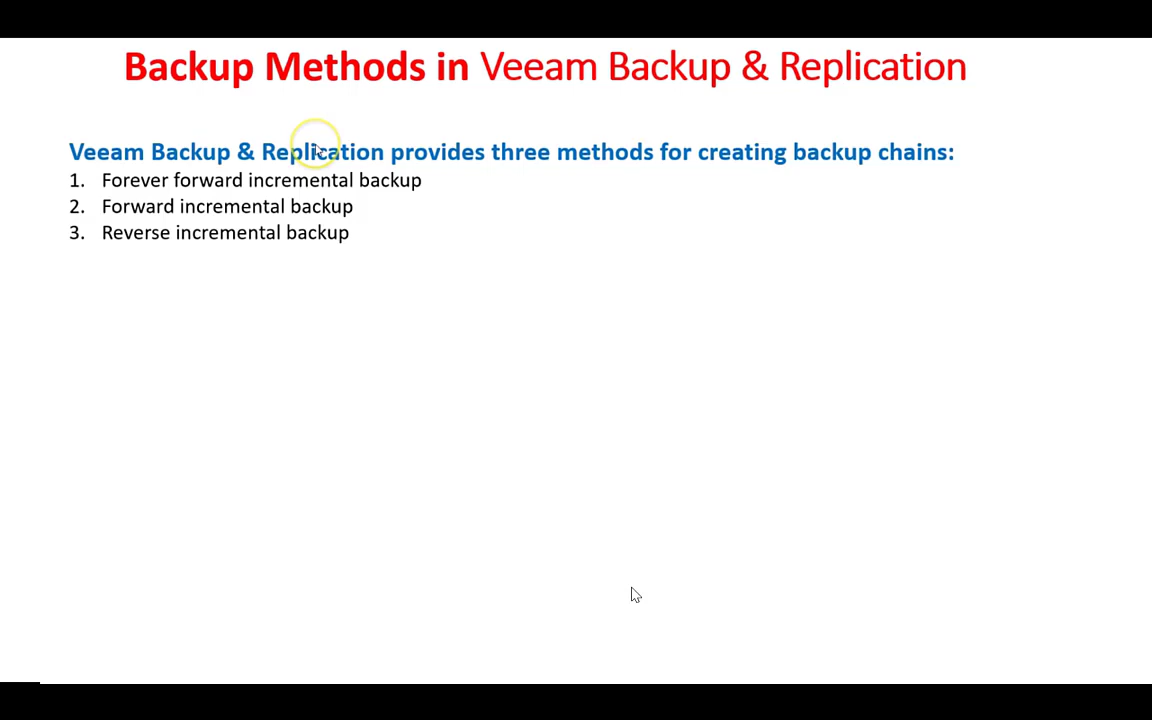 Backup Methods in Veeam Backup & Replication
Veeam Backup & Replication provides three methods for creating backup chains:
1. Forever forward incremental backup
2. Forward incremental backup
3. Reverse incremental backup